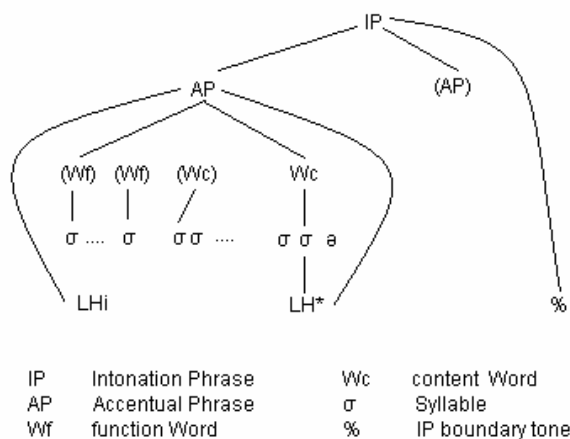 IP
AP (AP)
(Wf) (Wf) (Wc) Wc
σ .... σ σ σ .... σ σ ə
LHi LH* %
IP Intonation Phrase Wc content Word
AP Accentual Phrase σ Syllable
Wf function Word % IP boundary tone